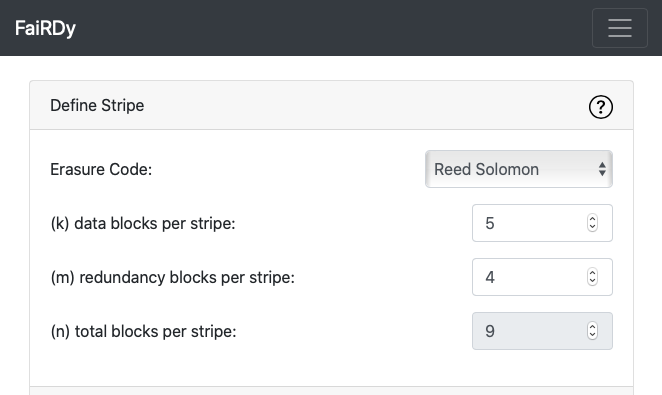 FaiRDy
Define Stripe ?
Erasure Code: Reed Solomon
(k) data blocks per stripe: 5
(m) redundancy blocks per stripe: 4
(n) total blocks per stripe: 9